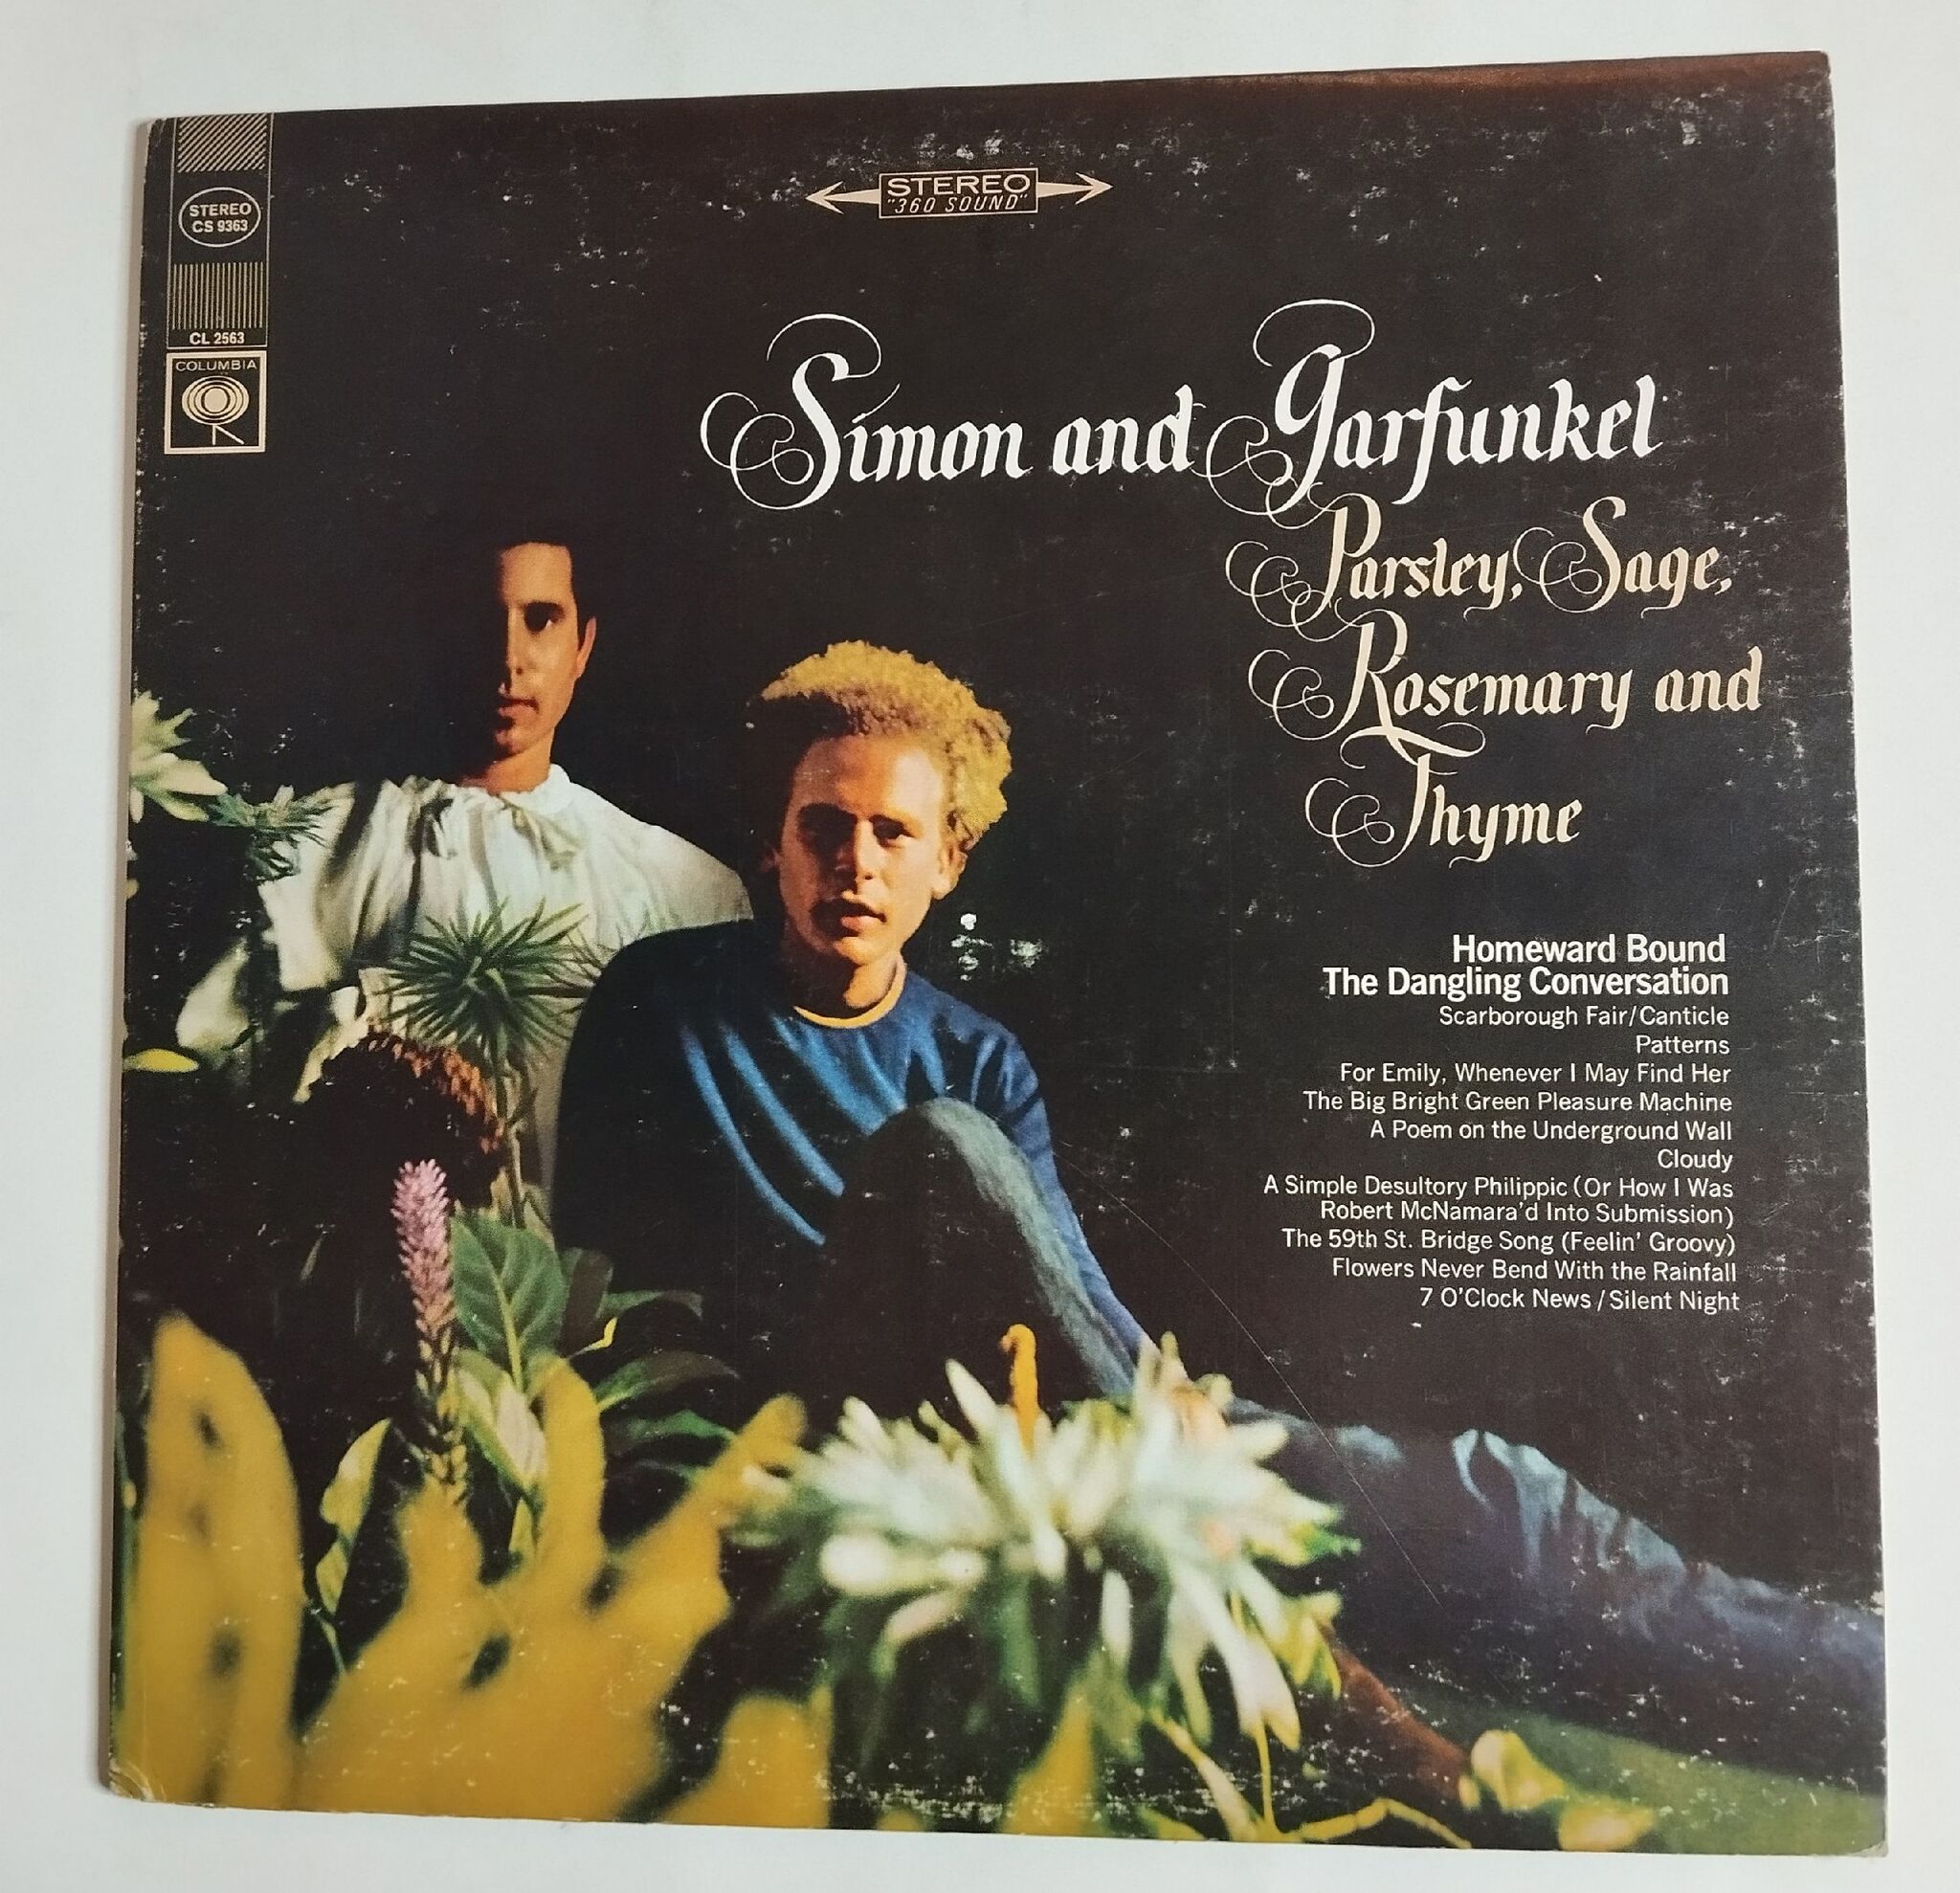 STEREO
CS 9363
CL 2563
COLUMBIA
STEREO
"360 SOUND"
Simon and Garfunkel
Parsley, Sage,
Rosemary and
Thyme
Homeward Bound
The Dangling Conversation
Scarborough Fair/Canticle
Patterns
For Emily, Whenever I May Find Her
The Big Bright Green Pleasure Machine
A Poem on the Underground Wall
Cloudy
A Simple Desultory Philippic (Or How I Was
Robert McNamara'd Into Submission)
The 59th St. Bridge Song (Feelin' Groovy)
Flowers Never Bend With the Rainfall
7 O'Clock News / Silent Night